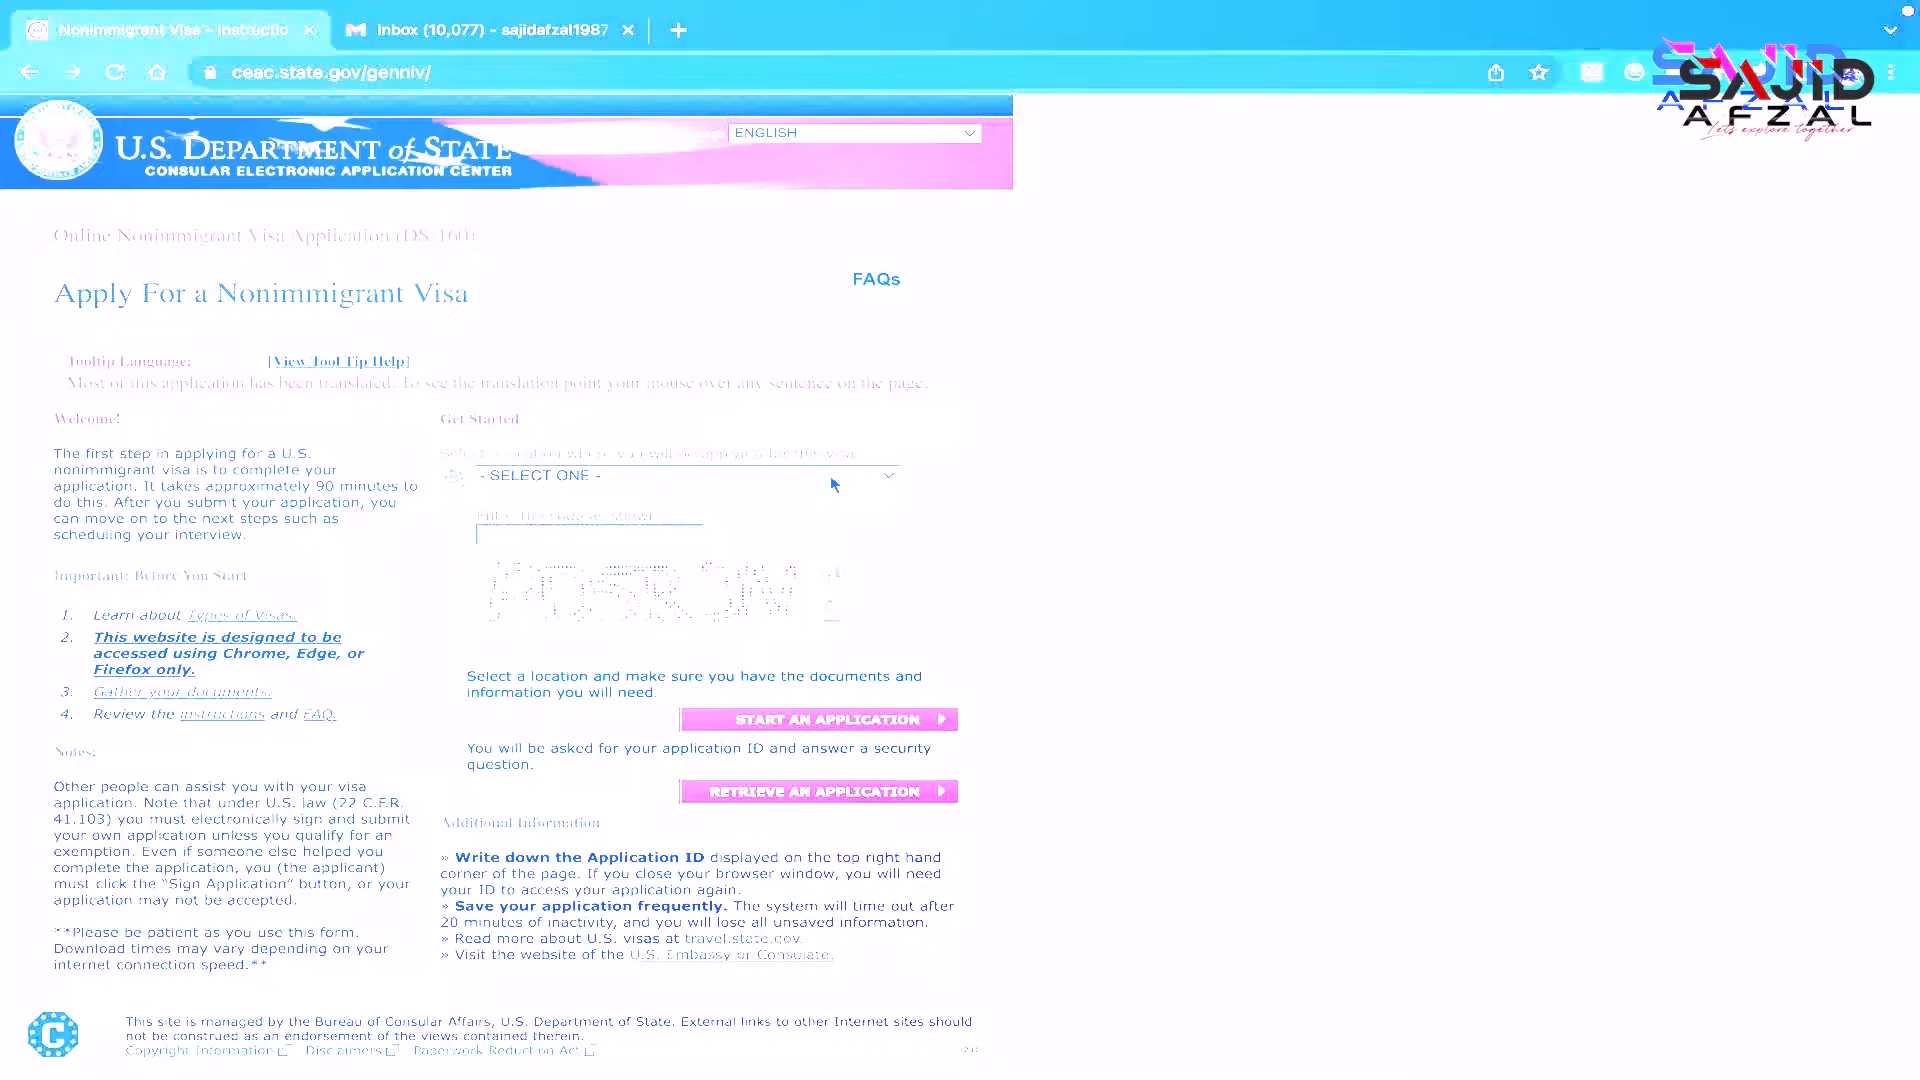 Nonimmigrant Visa - Instructio
Inbox (10,077) - sajidafzal1987
ceac.state.gov/genniv/
SAJID
AFZAL
Lets explore together
U.S. DEPARTMENT of STATE
CONSULAR ELECTRONIC APPLICATION CENTER
ENGLISH
Online Nonimmigrant Visa Application (DS-160)
Apply For a Nonimmigrant Visa
FAQs
Tooltip Language:
[View Tool Tip Help]
Most of this application has been translated. To see the translation point your mouse over any sentence on the page.
Welcome!
The first step in applying for a U.S.
nonimmigrant visa is to complete your
application. It takes approximately 90 minutes to
do this. After you submit your application, you
can move on to the next steps such as
scheduling your interview.
Important: Before You Start
1. Learn about Types of Visas.
2. This website is designed to be
accessed using Chrome, Edge, or
Firefox only.
3. Gather your documents.
4. Review the instructions and FAQ.
Notes:
Other people can assist you with your visa
application. Note that under U.S. law (22 C.F.R.
41.103) you must electronically sign and submit
your own application unless you qualify for an
exemption. Even if someone else helped you
complete the application, you (the applicant)
must click the "Sign Application" button, or your
application may not be accepted.
**Please be patient as you use this form.
Download times may vary depending on your
internet connection speed.**
Get Started
Select a location where you will be applying for this visa
- SELECT ONE -
Enter the code as shown
Select a location and make sure you have the documents and
information you will need.
START AN APPLICATION
You will be asked for your application ID and answer a security
question.
RETRIEVE AN APPLICATION
Additional Information
» Write down the Application ID displayed on the top right hand
corner of the page. If you close your browser window, you will need
your ID to access your application again.
» Save your application frequently. The system will time out after
20 minutes of inactivity, and you will lose all unsaved information.
» Read more about U.S. visas at travel.state.gov.
» Visit the website of the U.S. Embassy or Consulate.
This site is managed by the Bureau of Consular Affairs, U.S. Department of State. External links to other Internet sites should
not be construed as an endorsement of the views contained therein.
Copyright Information Disclaimers Paperwork Reduction Act